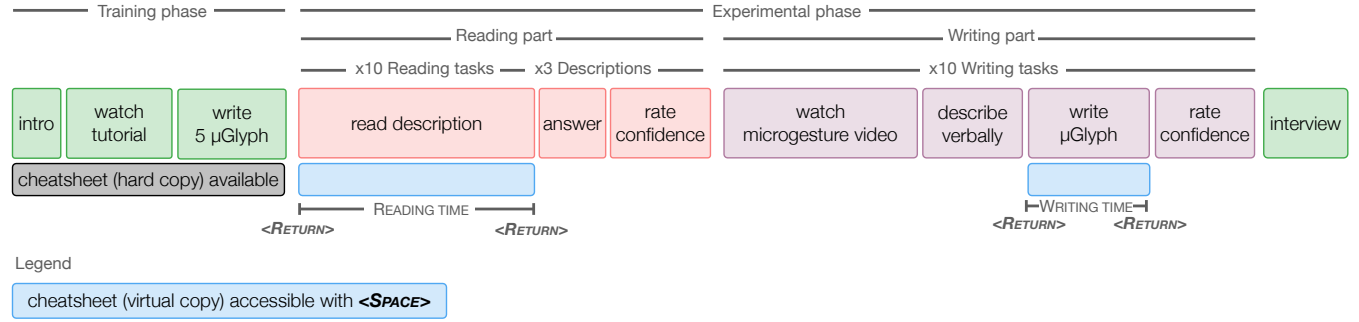 Training phase
Experimental phase
Reading part
Writing part
x10 Reading tasks
x3 Descriptions
x10 Writing tasks
intro
watch
tutorial
write
5 µGlyph
read description
answer
rate
confidence
watch
microgesture video
describe
verbally
write
µGlyph
rate
confidence
interview
cheatsheet (hard copy) available
READING TIME
WRITING TIME
<RETURN>
<RETURN>
<RETURN>
<RETURN>
Legend
cheatsheet (virtual copy) accessible with <SPACE>